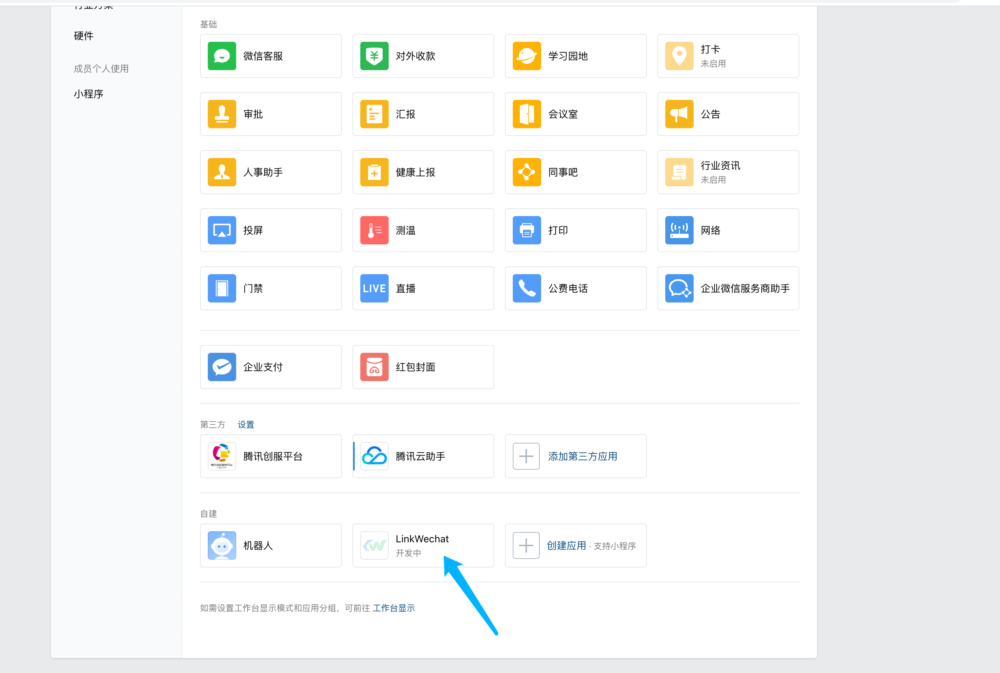 硬件
成员个人使用
小程序
基础
微信客服
对外收款
学习园地
打卡
未启用
审批
汇报
会议室
公告
人事助手
健康上报
同事吧
行业资讯
未启用
投屏
测温
打印
网络
门禁
LIVE
直播
公费电话
企业微信服务商助手
企业支付
红包封面
第三方 设置
腾讯创服平台
腾讯云助手
添加第三方应用
自建
机器人
LinkWechat
开发中
创建应用 · 支持小程序
如需设置工作台显示模式和应用分组，可前往 工作台显示